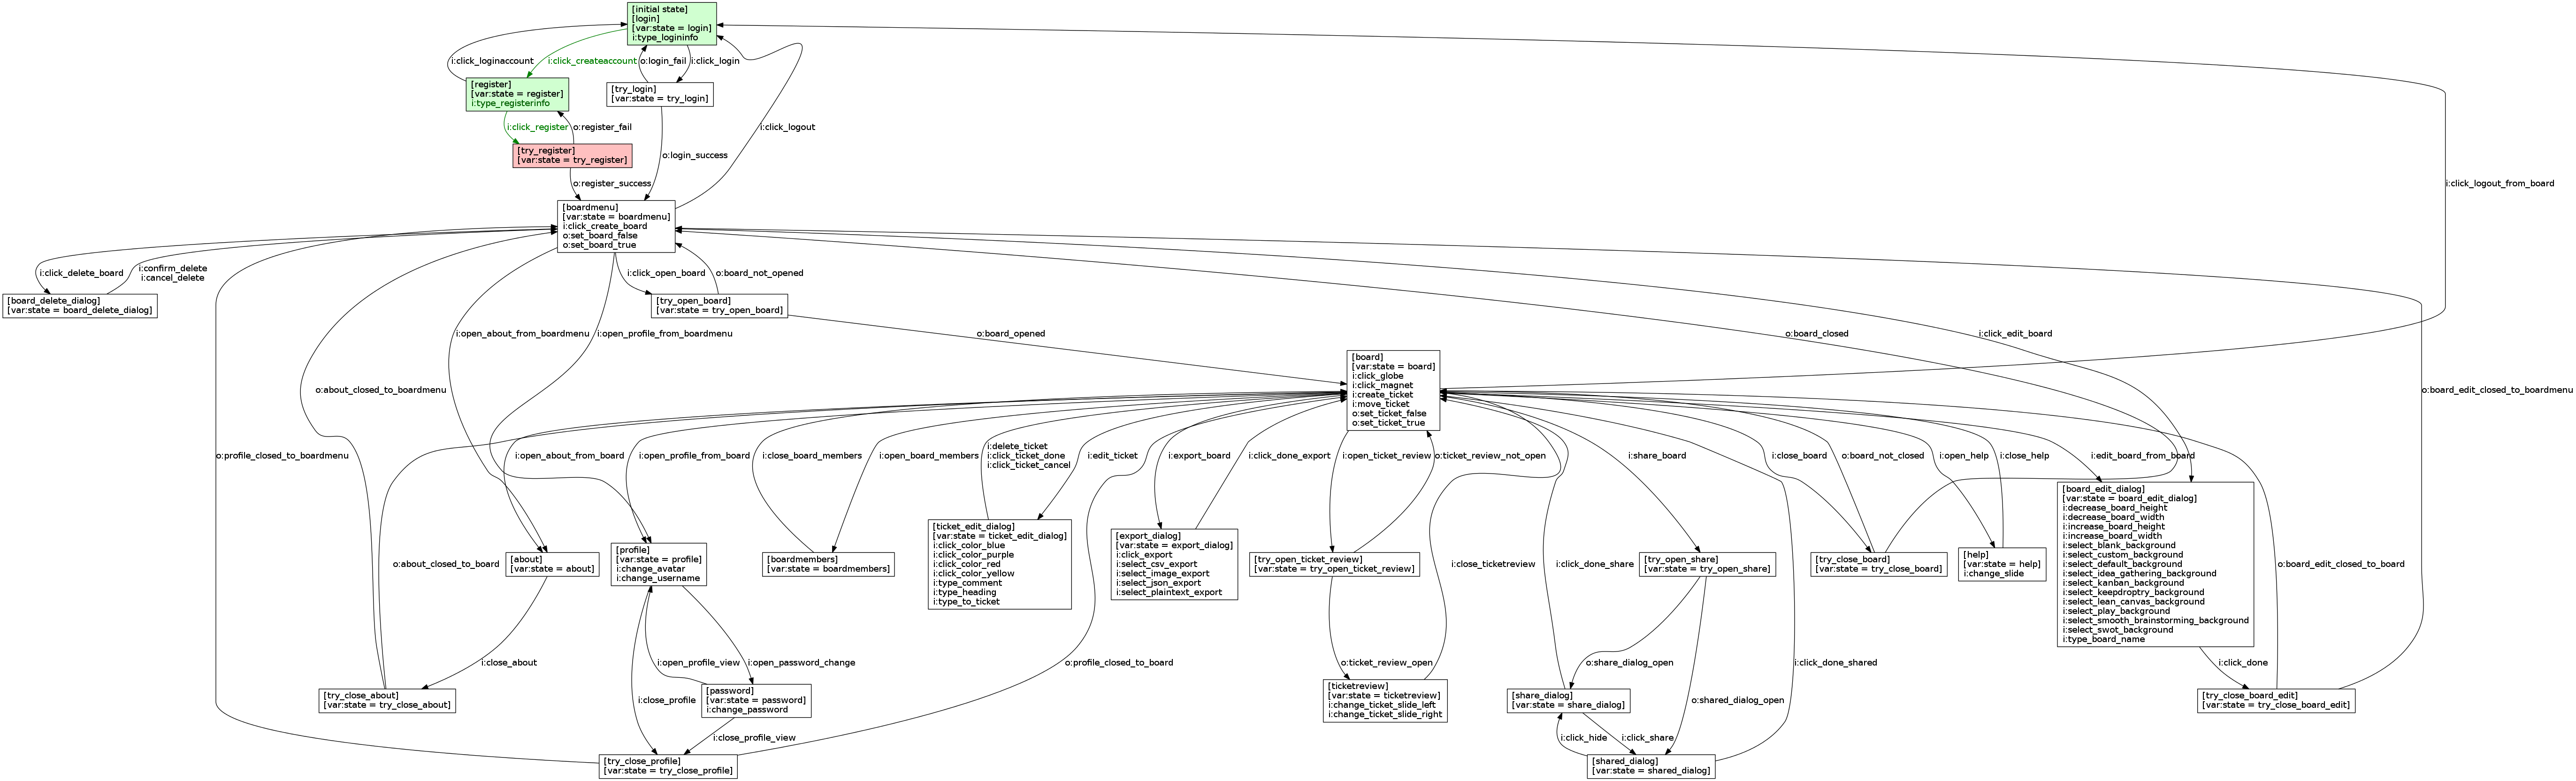 [initial state]
[login]
[var:state = login]
i:type_logininfo
i:click_loginaccount
i:click_createaccount
o:login_fail
i:click_login
[register]
[var:state = register]
i:type_registerinfo
[try_login]
[var:state = try_login]
i:click_register
o:register_fail
i:click_logout
[try_register]
[var:state = try_register]
o:login_success
o:register_success
i:click_logout_from_board
[boardmenu]
[var:state = boardmenu]
i:click_create_board
o:set_board_false
o:set_board_true
i:click_delete_board
i:confirm_delete
i:cancel_delete
i:click_open_board
o:board_not_opened
[board_delete_dialog]
[var:state = board_delete_dialog]
[try_open_board]
[var:state = try_open_board]
i:open_about_from_boardmenu
i:open_profile_from_boardmenu
o:board_opened
o:board_closed
i:click_edit_board
[board]
[var:state = board]
i:click_globe
i:click_magnet
i:create_ticket
i:move_ticket
o:set_ticket_false
o:set_ticket_true
o:about_closed_to_boardmenu
o:board_edit_closed_to_boardmenu
o:profile_closed_to_boardmenu
i:open_about_from_board
i:open_profile_from_board
i:close_board_members
i:open_board_members
i:delete_ticket
i:click_ticket_done
i:click_ticket_cancel
i:edit_ticket
i:export_board
i:click_done_export
i:open_ticket_review
o:ticket_review_not_open
i:share_board
i:close_board
o:board_not_closed
i:open_help
i:close_help
i:edit_board_from_board
[about]
[var:state = about]
[profile]
[var:state = profile]
i:change_avatar
i:change_username
[boardmembers]
[var:state = boardmembers]
[ticket_edit_dialog]
[var:state = ticket_edit_dialog]
i:click_color_blue
i:click_color_purple
i:click_color_red
i:click_color_yellow
i:type_comment
i:type_heading
i:type_to_ticket
[export_dialog]
[var:state = export_dialog]
i:click_export
i:select_csv_export
i:select_image_export
i:select_json_export
i:select_plaintext_export
[try_open_ticket_review]
[var:state = try_open_ticket_review]
[try_open_share]
[var:state = try_open_share]
[try_close_board]
[var:state = try_close_board]
[help]
[var:state = help]
i:change_slide
[board_edit_dialog]
[var:state = board_edit_dialog]
i:decrease_board_height
i:decrease_board_width
i:increase_board_height
i:increase_board_width
i:select_blank_background
i:select_custom_background
i:select_default_background
i:select_idea_gathering_background
i:select_kanban_background
i:select_keepdroptry_background
i:select_lean_canvas_background
i:select_play_background
i:select_smooth_brainstorming_background
i:select_swot_background
i:type_board_name
o:about_closed_to_board
i:close_ticketreview
i:click_done_share
o:board_edit_closed_to_board
i:close_about
i:open_profile_view
i:open_password_change
o:profile_closed_to_board
o:ticket_review_open
o:share_dialog_open
i:click_done_shared
i:click_done
[try_close_about]
[var:state = try_close_about]
i:close_profile
[password]
[var:state = password]
i:change_password
[ticketreview]
[var:state = ticketreview]
i:change_ticket_slide_left
i:change_ticket_slide_right
[share_dialog]
[var:state = share_dialog]
o:shared_dialog_open
[try_close_board_edit]
[var:state = try_close_board_edit]
i:close_profile_view
i:click_hide
i:click_share
[try_close_profile]
[var:state = try_close_profile]
[shared_dialog]
[var:state = shared_dialog]